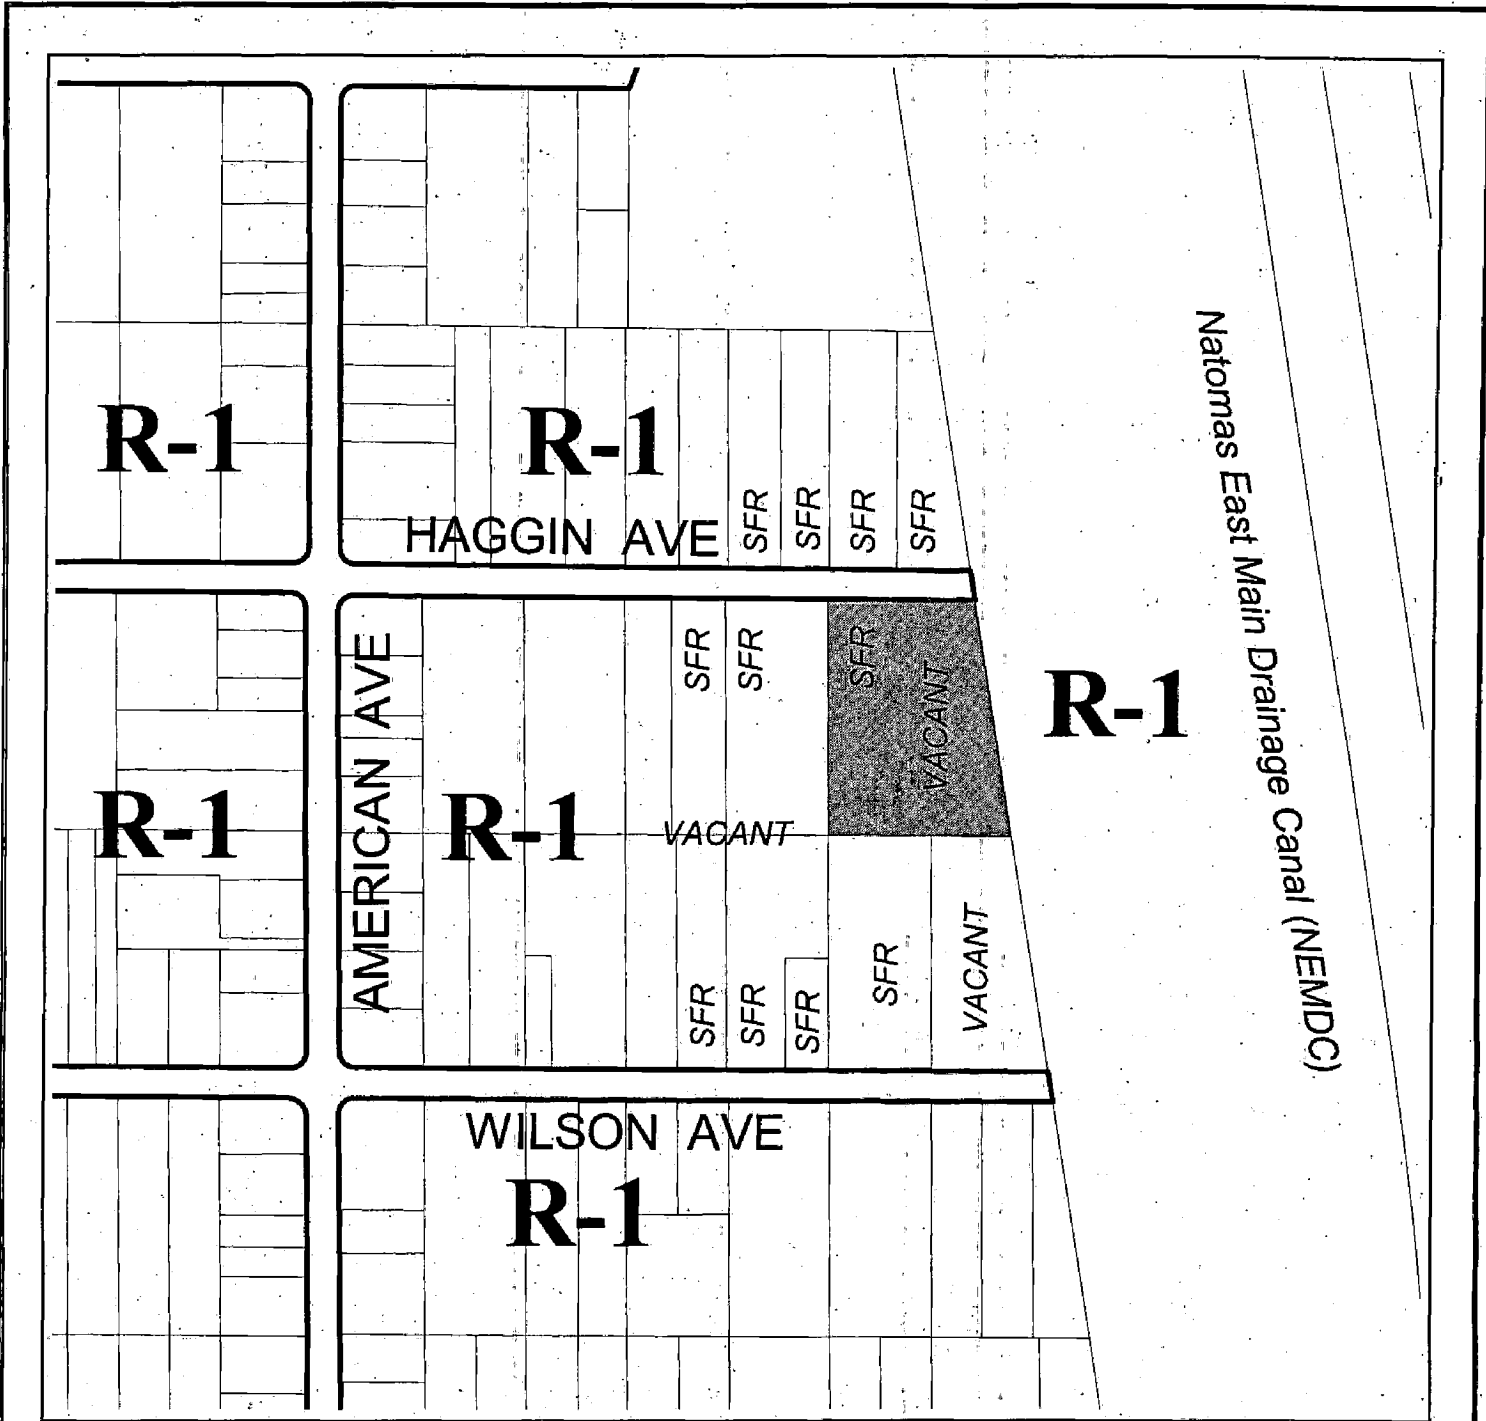 R-1
R-1
SFR
SFR
SFR
SFR
HAGGIN AVE
Natomas East Main Drainage Canal (NEMDC)
SFR
SFR
SFR
VACANT
R-1
AMERICAN AVE
R-1
R-1
VACANT
SFR
SFR
SFR
SFR
VACANT
WILSON AVE
R-1